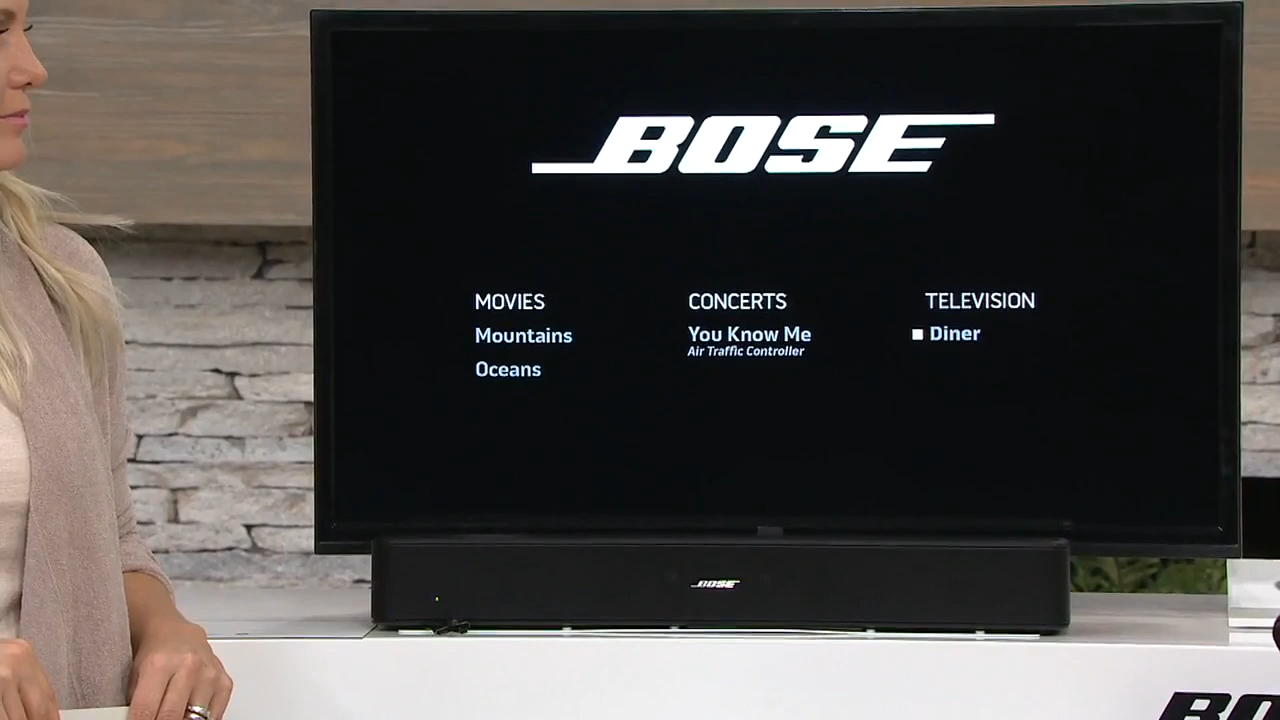 BOSE
MOVIES
Mountains
Oceans
CONCERTS
You Know Me
Air Traffic Controller
TELEVISION
Diner
BOSE